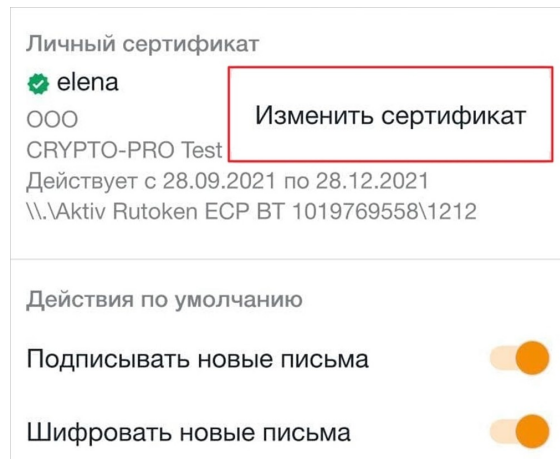 Личный сертификат
elena
Изменить сертификат
ООО
CRYPTO-PRO Test
Действует с 28.09.2021 по 28.12.2021
\\.\Aktiv Rutoken ECP BT 1019769558\1212
Действия по умолчанию
Подписывать новые письма
Шифровать новые письма